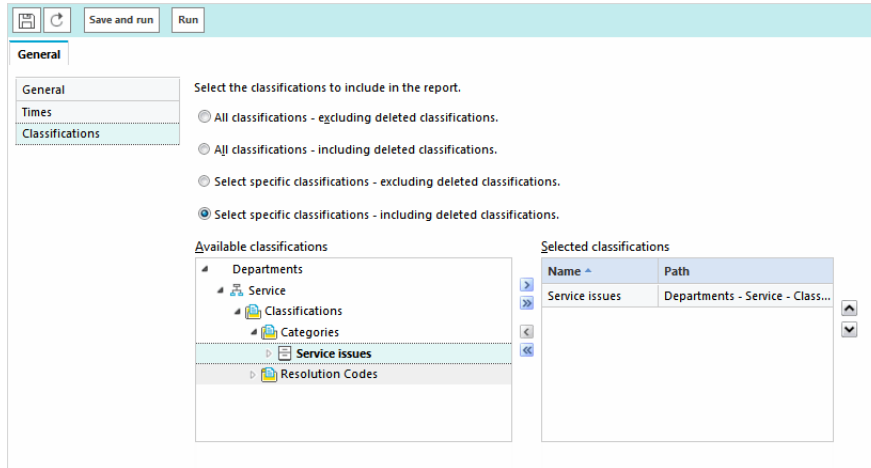 Save and run
Run
General
General
Times
Classifications
Select the classifications to include in the report.
All classifications - excluding deleted classifications.
All classifications - including deleted classifications.
Select specific classifications - excluding deleted classifications.
Select specific classifications - including deleted classifications.
Available classifications
Departments
Service
Classifications
Categories
Service issues
Resolution Codes
Selected classifications
Name Path
Service issues Departments - Service - Class...